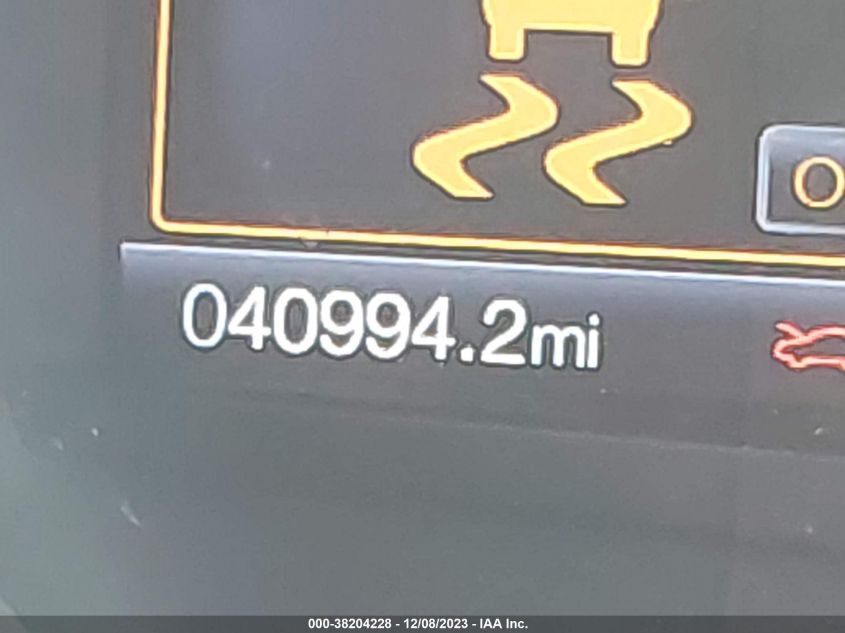 O
040994.2mi
000-38204228 - 12/08/2023 - IAA Inc.